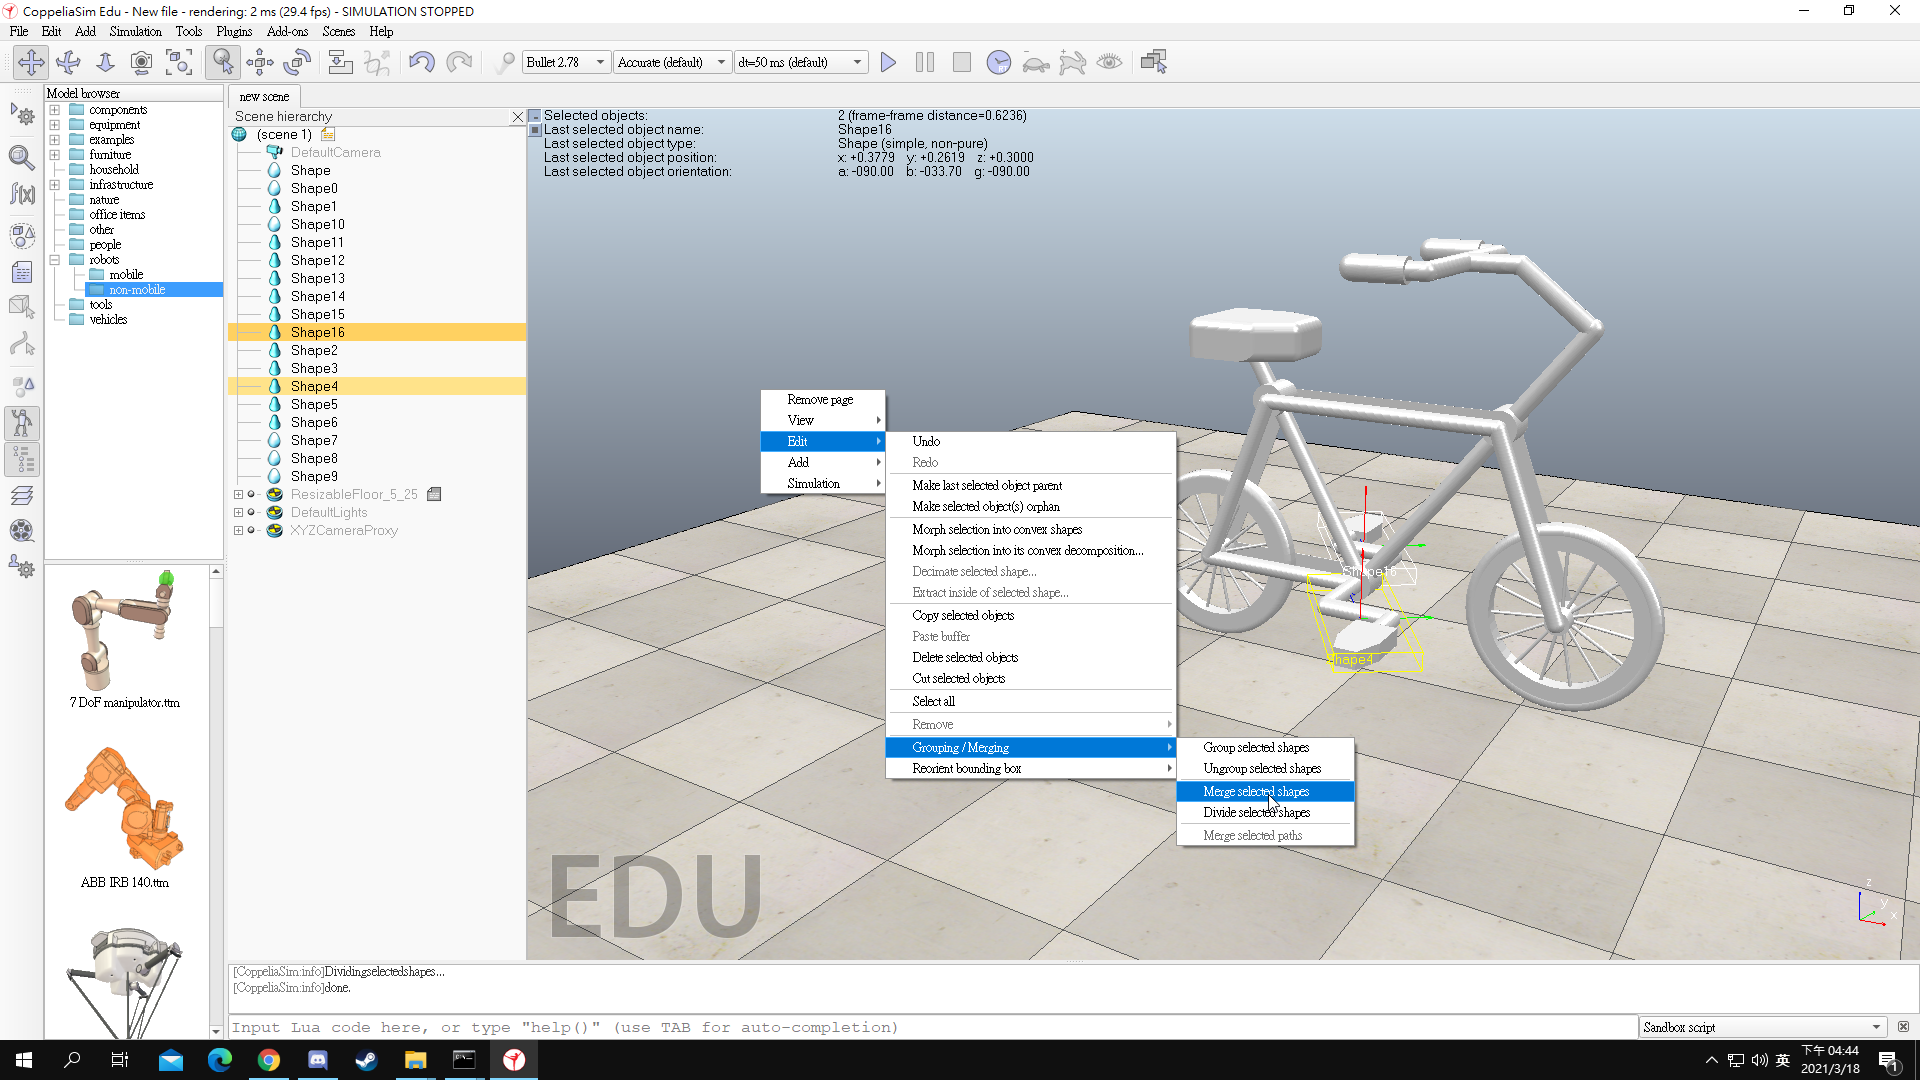 CoppeliaSim Edu - New file - rendering: 2 ms (29.4 fps) - SIMULATION STOPPED
File Edit Add Simulation Tools Plugins Add-ons Scenes Help
Bullet 2.78 Accurate (default) dt=50 ms (default)
Model browser
components
equipment
examples
furniture
household
infrastructure
nature
office items
other
people
robots
mobile
non-mobile
tools
vehicles
7 DoF manipulator.ttm
ABB IRB 140.ttm
new scene
Scene hierarchy
(scene 1)
DefaultCamera
Shape
Shape0
Shape1
Shape10
Shape11
Shape12
Shape13
Shape14
Shape15
Shape16
Shape2
Shape3
Shape4
Shape5
Shape6
Shape7
Shape8
Shape9
ResizableFloor_5_25
DefaultLights
XYZCameraProxy
Selected objects: 2 (frame-frame distance=0.6236)
Last selected object name: Shape16
Last selected object type: Shape (simple, non-pure)
Last selected object position: x: +0.3779 y: +0.2619 z: +0.3000
Last selected object orientation: a: -090.00 b: -033.70 g: -090.00
Remove page
View
Edit
Add
Simulation
Undo
Redo
Make last selected object parent
Make selected object(s) orphan
Morph selection into convex shapes
Morph selection into its convex decomposition...
Decimate selected shape...
Extract inside of selected shape...
Copy selected objects
Paste buffer
Delete selected objects
Cut selected objects
Select all
Remove
Grouping / Merging
Reorient bounding box
Group selected shapes
Ungroup selected shapes
Merge selected shapes
Divide selected shapes
Merge selected paths
Shape16
Shape4
EDU
z
y
x
[CoppeliaSim:info]Dividingselectedshapes...
[CoppeliaSim:info]done.
Input Lua code here, or type "help()" (use TAB for auto-completion)
Sandbox script
英
下午 04:44
2021/3/18
1